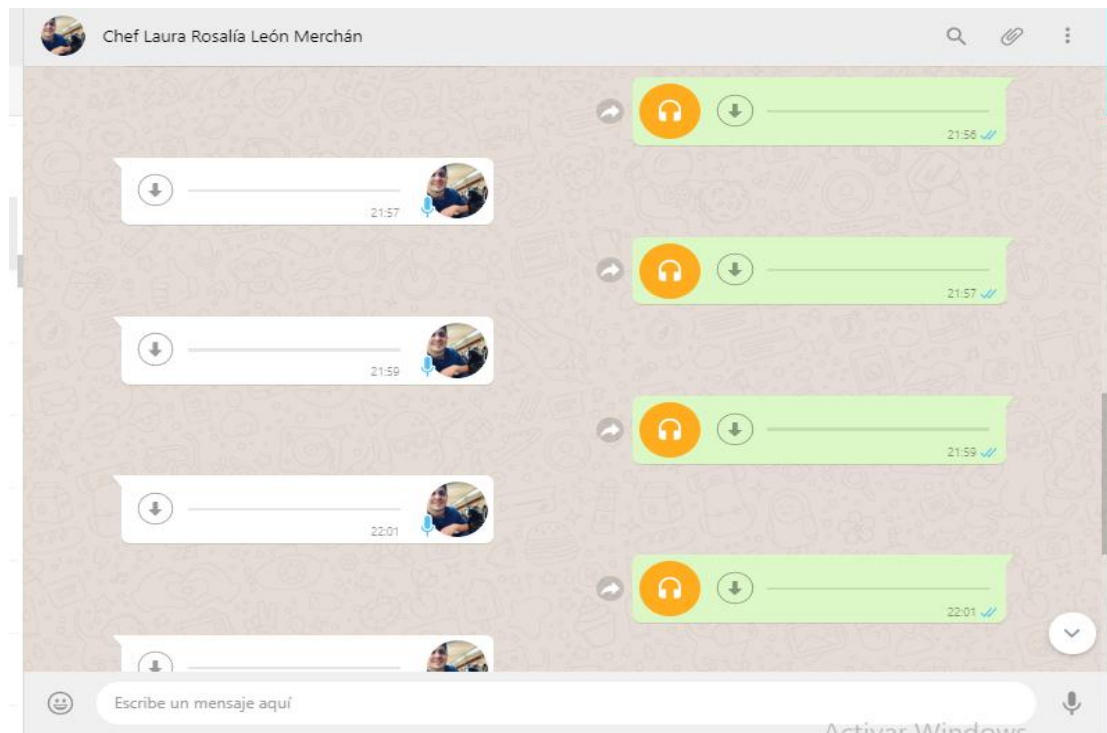 Chef Laura Rosalía León Merchán
21:56
21:57
21:57
21:59
21:59
22:01
22:01
Escribe un mensaje aquí
Activar Windows